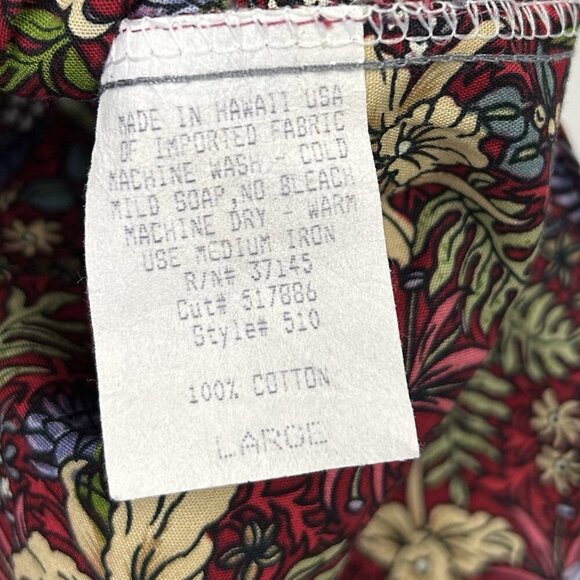 MADE IN HAWAII USA
OF IMPORTED FABRIC
MACHINE WASH - COLD
MILD SOAP, NO BLEACH
MACHINE DRY - WARM
USE MEDIUM IRON
R/N# 37145
Cut# 617886
Style# 510
100% COTTON
LARGE